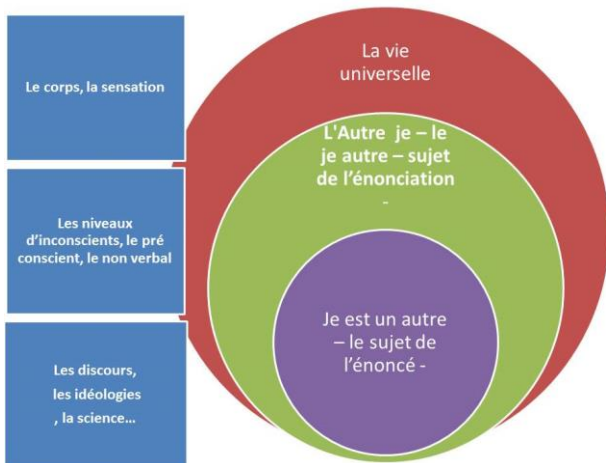 Le corps, la sensation
Les niveaux
d’inconscients, le pré
conscient, le non verbal
Les discours,
les idéologies
, la science…
La vie
universelle
L'Autre je – le
je autre – sujet
de l’énonciation
-
Je est un autre
– le sujet de
l’énoncé -